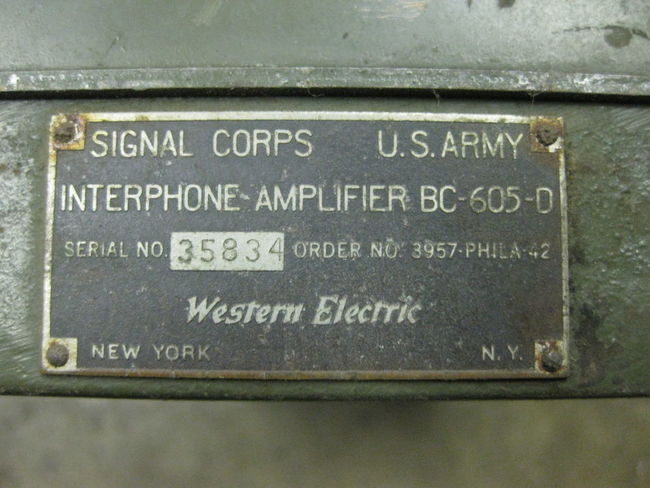 SIGNAL CORPS U.S. ARMY
INTERPHONE AMPLIFIER BC-605-D
SERIAL NO. 35834 ORDER NO. 3957-PHILA-42
Western Electric
NEW YORK N.Y.